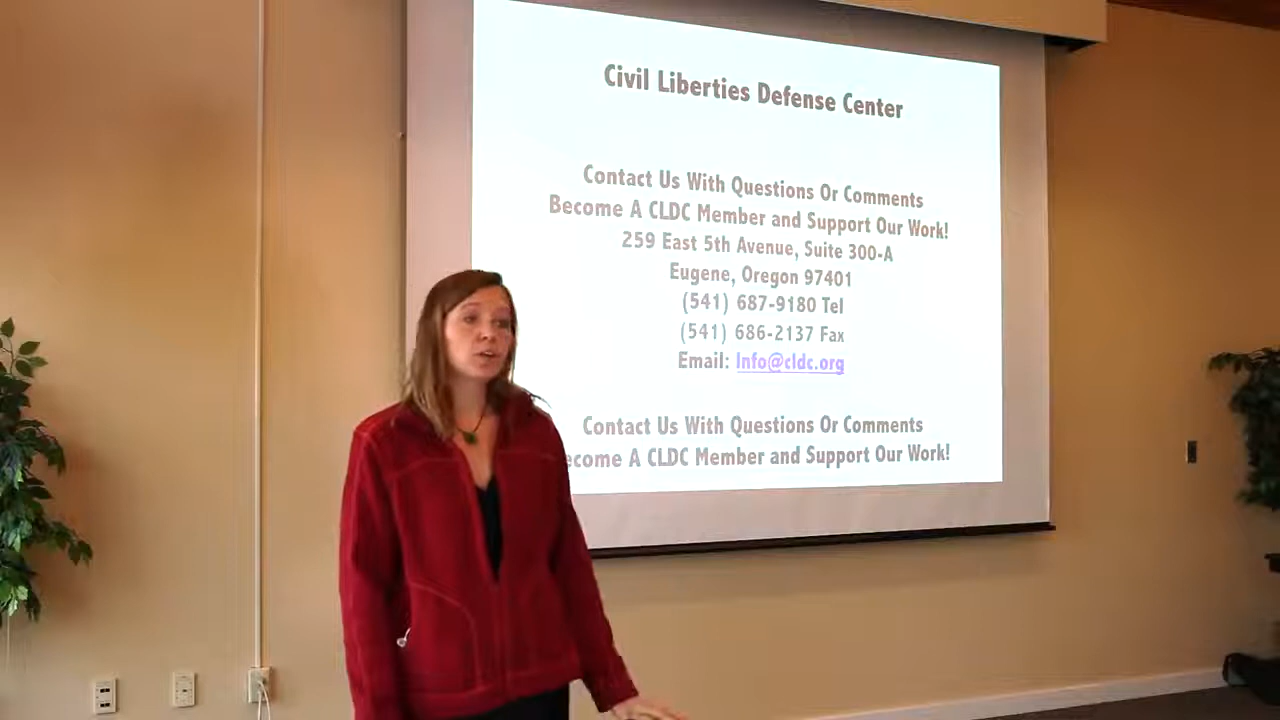 Civil Liberties Defense Center
Contact Us With Questions Or Comments
Become A CLDC Member and Support Our Work!
259 East 5th Avenue, Suite 300-A
Eugene, Oregon 97401
(541) 687-9180 Tel
(541) 686-2137 Fax
Email: Info@cldc.org
Contact Us With Questions Or Comments
ecome A CLDC Member and Support Our Work!